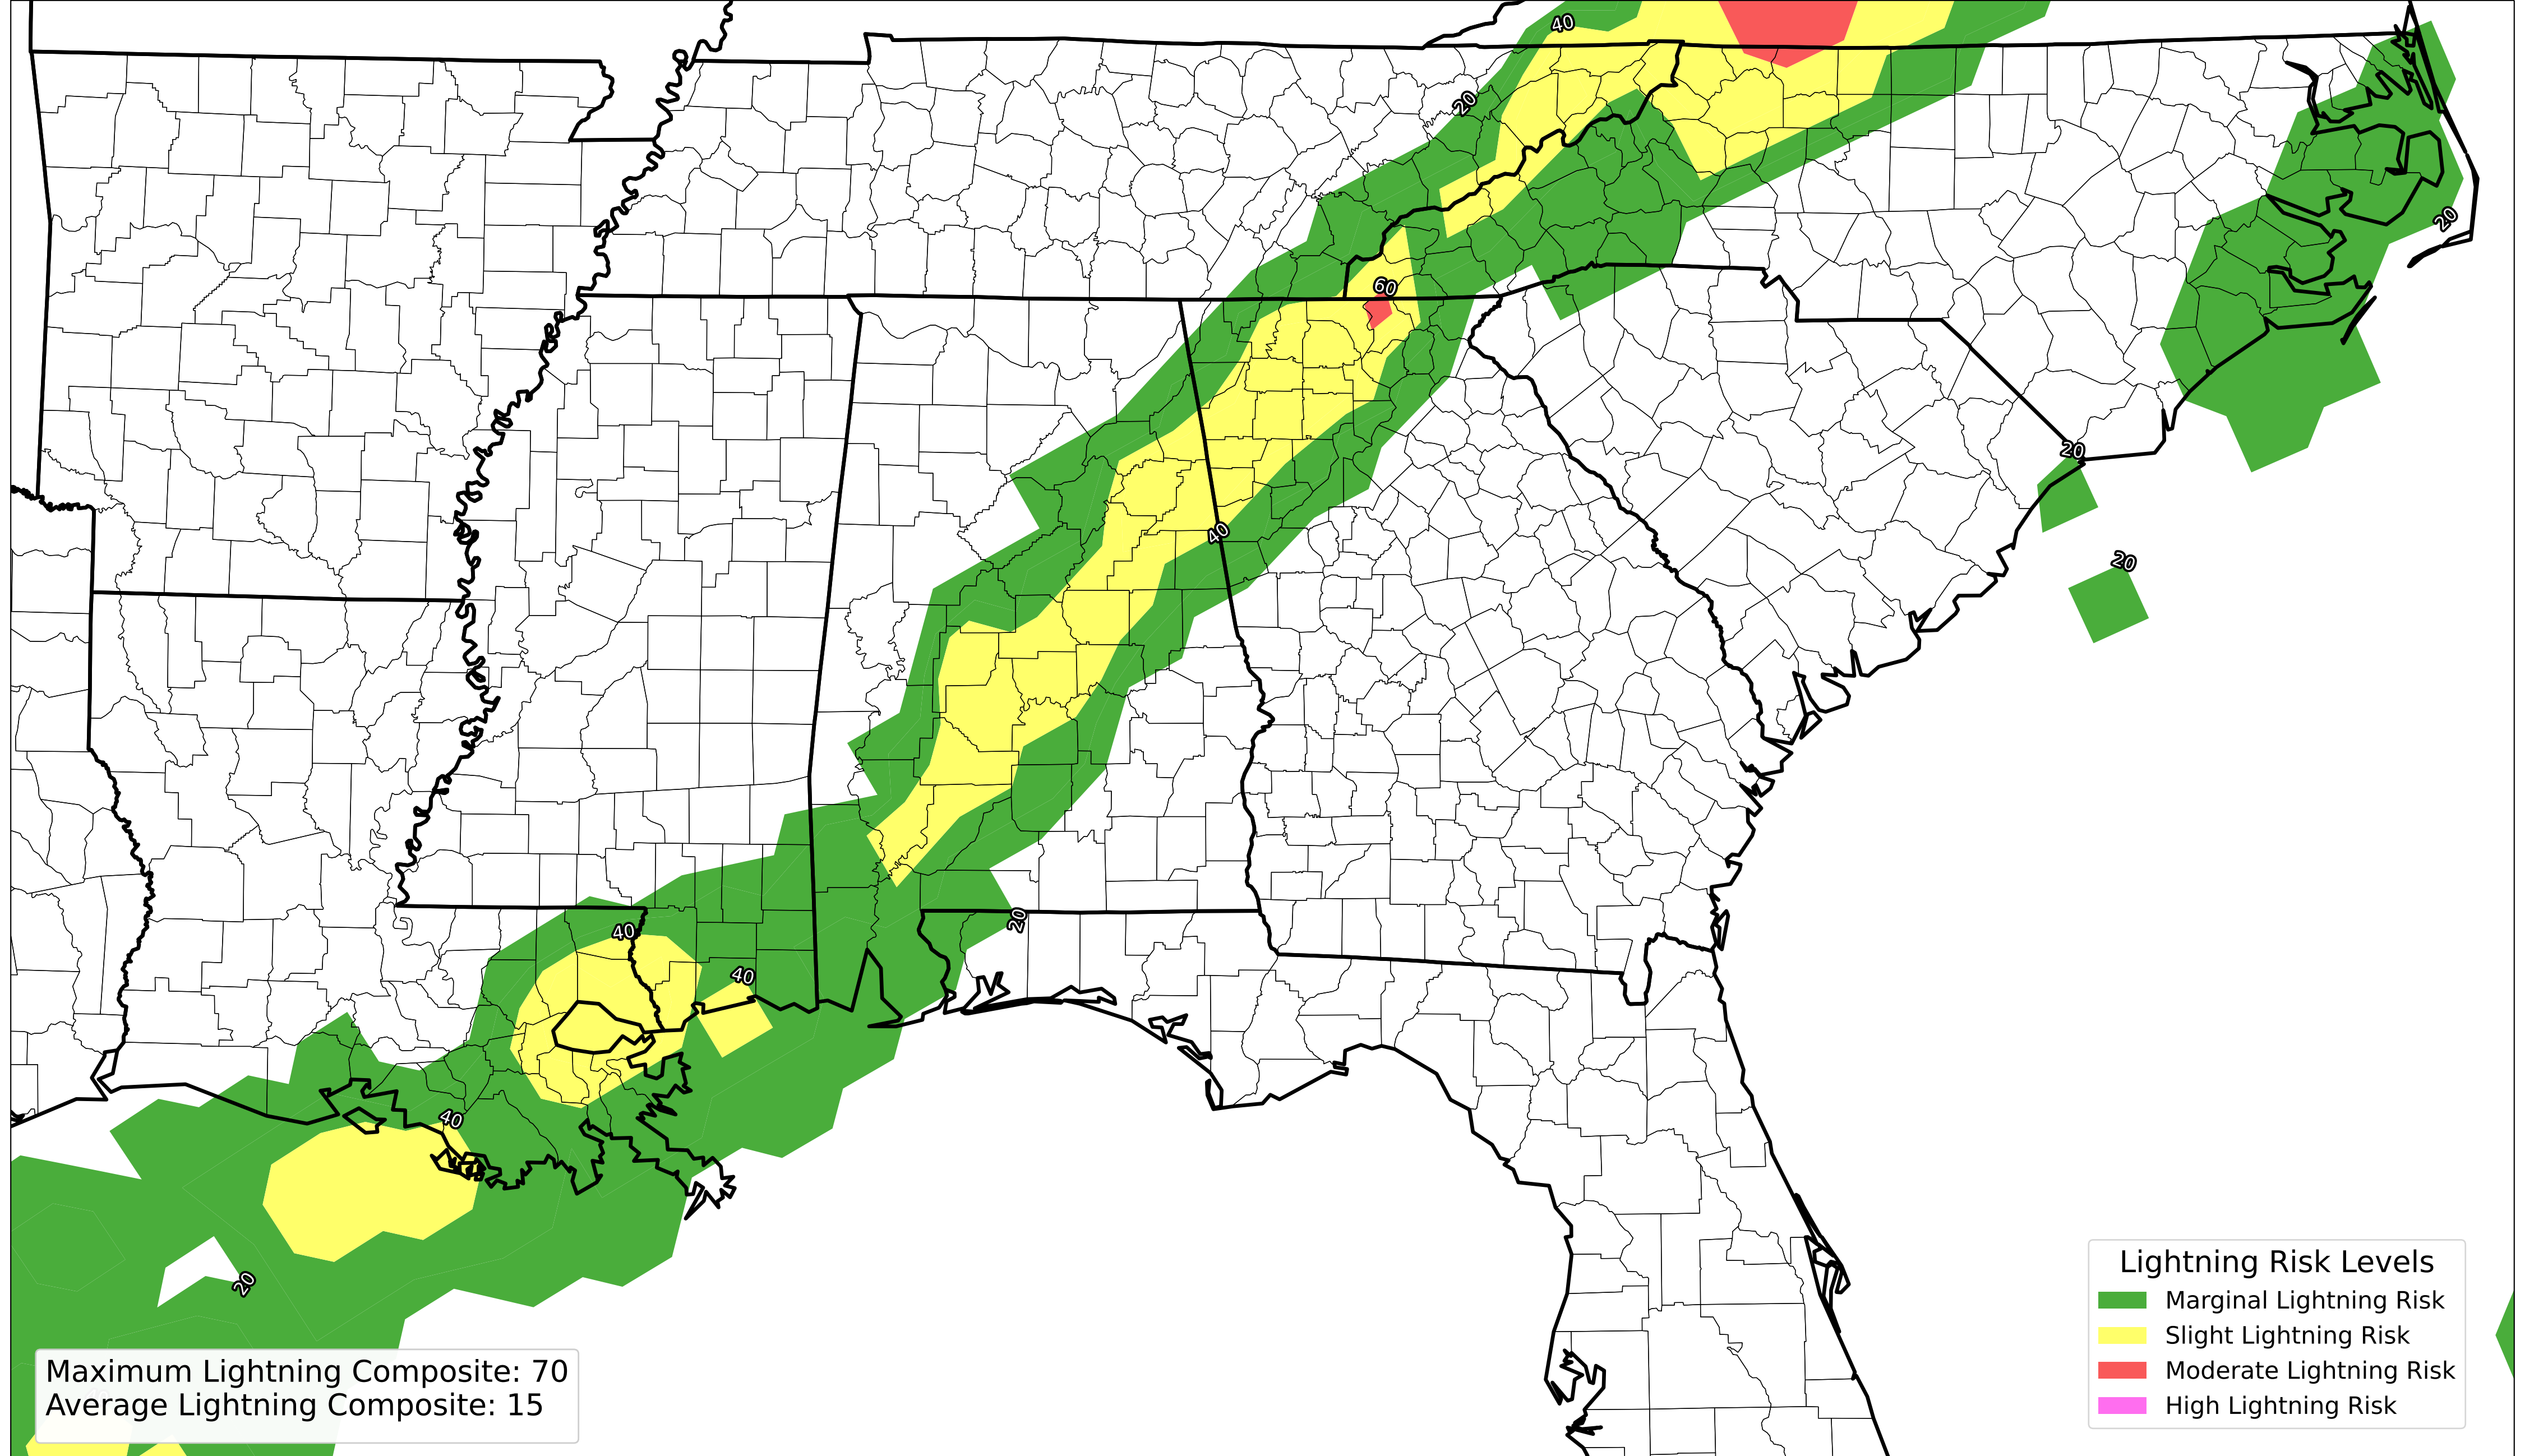 40
20
20
60
20
40
20
20
40
40
40
20
Lightning Risk Levels
Marginal Lightning Risk
Slight Lightning Risk
Moderate Lightning Risk
High Lightning Risk
Maximum Lightning Composite: 70
Average Lightning Composite: 15